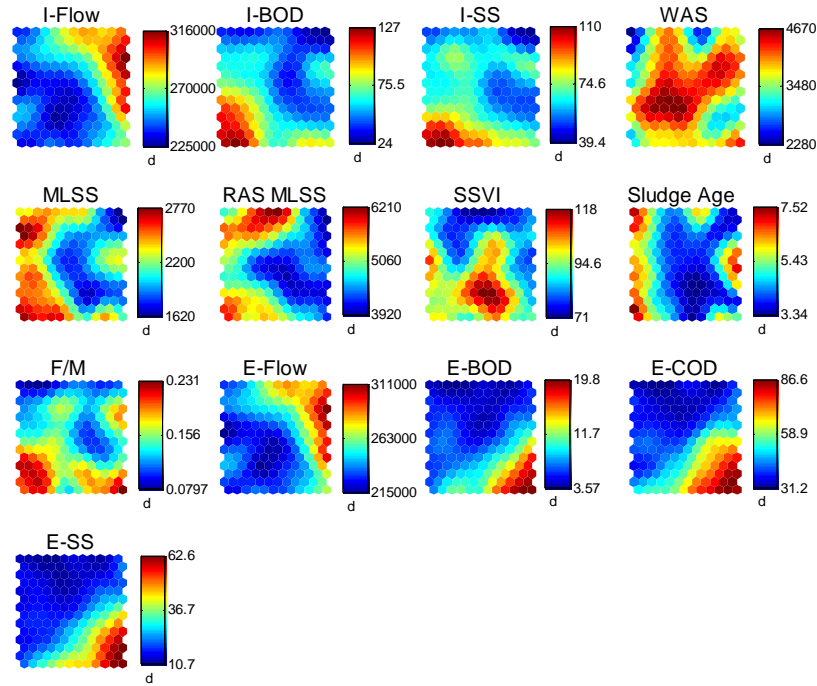 I-Flow
316000
270000
225000
d
I-BOD
127
75.5
24
d
I-SS
110
74.6
39.4
d
WAS
4670
3480
2280
d
MLSS
2770
2200
1620
d
RAS MLSS
6210
5060
3920
d
SSVI
118
94.6
71
d
Sludge Age
7.52
5.43
3.34
d
F/M
0.231
0.156
0.0797
d
E-Flow
311000
263000
215000
d
E-BOD
19.8
11.7
3.57
d
E-COD
86.6
58.9
31.2
d
E-SS
62.6
36.7
10.7
d